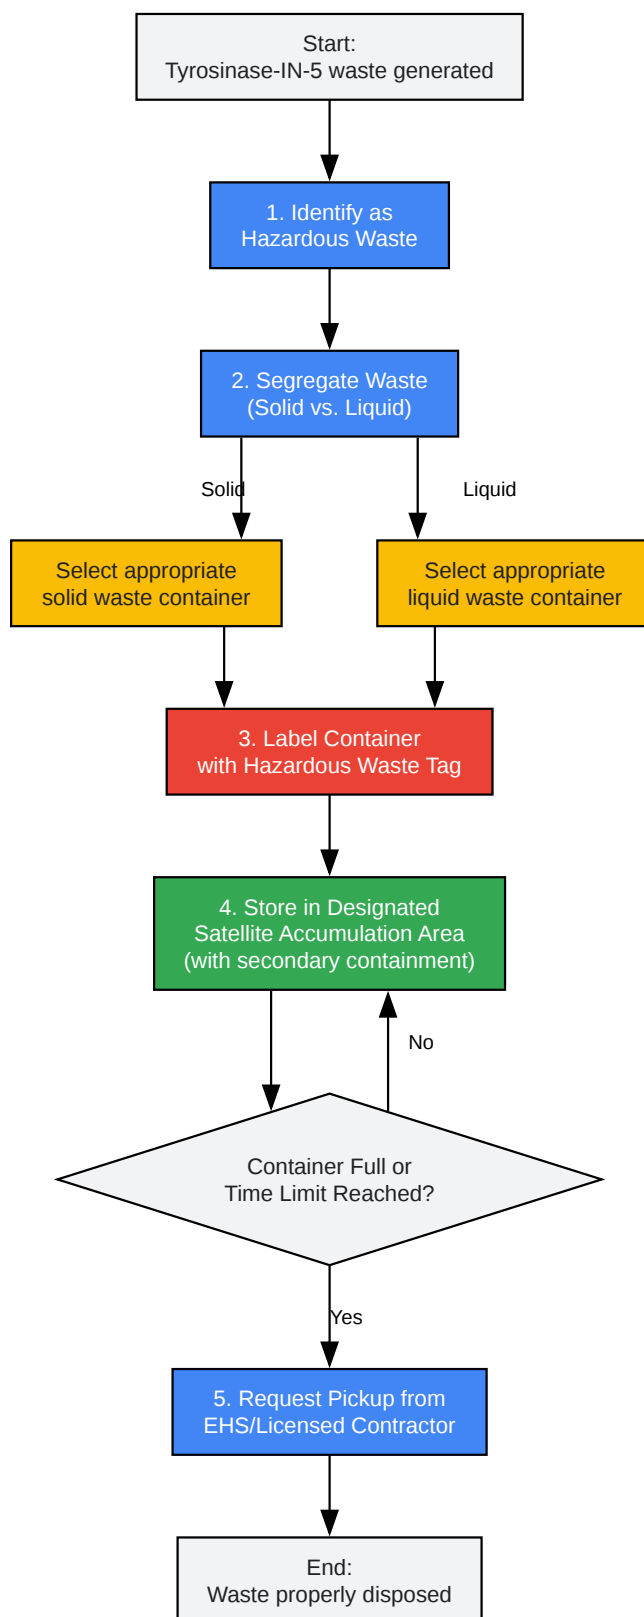 Start:
Tyrosinase-IN-5 waste generated
1. Identify as
Hazardous Waste
2. Segregate Waste
(Solid vs. Liquid)
Solid
Liquid
Select appropriate
solid waste container
Select appropriate
liquid waste container
3. Label Container
with Hazardous Waste Tag
4. Store in Designated
Satellite Accumulation Area
(with secondary containment)
No
Container Full or
Time Limit Reached?
Yes
5. Request Pickup from
EHS/Licensed Contractor
End:
Waste properly disposed